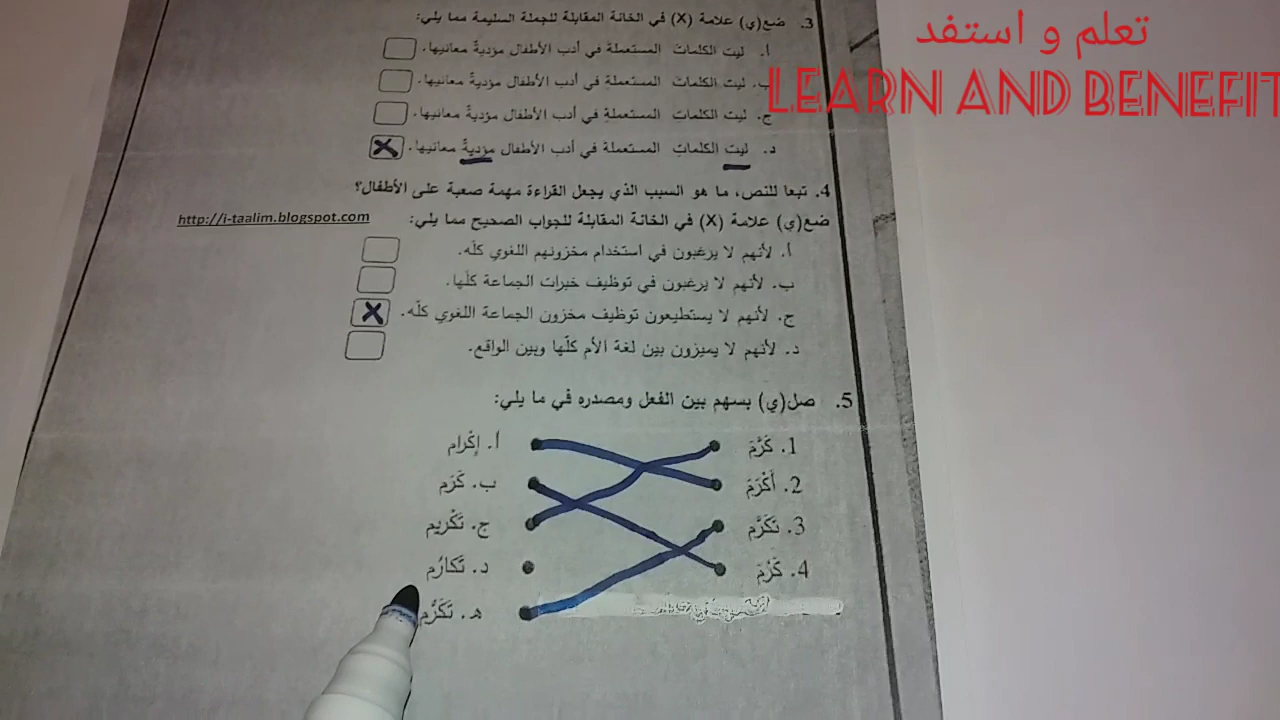 تعلم و استفد
LEARN AND BENEFIT
3. ضع(ي) علامة (X) في الخانة المقابلة للجملة السليمة مما يلي:
أ. ليت الكلمات المستعملة في أدب الأطفال مؤديةٌ معانيها.
ب. ليت الكلمات المستعملة في أدب الأطفال مؤديةً معانيها.
ج. ليت الكلمات المستعملةِ في أدب الأطفال مؤديةً معانيها.
د. ليت الكلماتِ المستعملة في أدب الأطفال مؤديةٌ معانيها. X
4. تبعا للنص، ما هو السبب الذي يجعل القراءة مهمة صعبة على الأطفال؟
ضع(ي) علامة (X) في الخانة المقابلة للجواب الصحيح مما يلي:
http://i-taalim.blogspot.com
أ. لأنهم لا يرغبون في استخدام مخزونهم اللغوي كلّه.
ب. لأنهم لا يرغبون في توظيف خبرات الجماعة كلّها.
ج. لأنهم لا يستطيعون توظيف مخزون الجماعة اللغوي كلّه. X
د. لأنهم لا يميزون بين لغة الأم كلّها وبين الواقع.
5. صل(ي) بسهم بين الفعل ومصدره في ما يلي:
1. كَرَّمَ أ. إِكْرام
2. أَكْرَمَ ب. كَرَم
3. تَكَرَّم ج. تَكْريم
4. كَرُمَ د. تَكارُم
هـ. تَكَرُّم